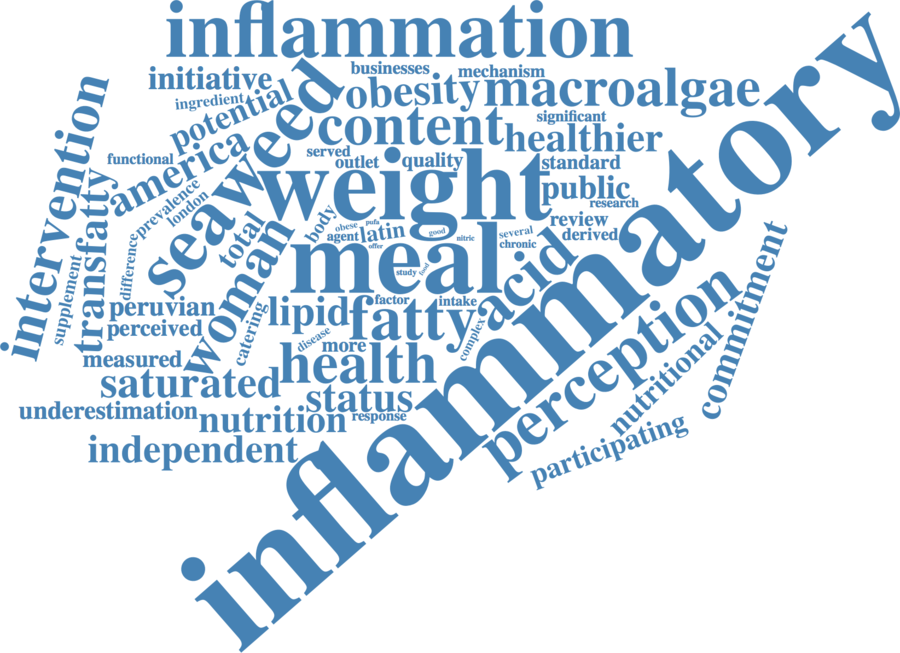 inflammation
businesses
mechanism
initiative
ingredient
potential
obesity
macroalgae
seaweed
content
significant
healthier
intervention
functional
america
served
outlet
quality
standard
weight
public
research
transfatty
prevalence
london
body
obese
pufa
agent
latin
good
offer
nitric
several
chronic
review
derived
total
woman
meal
study
food
acid
inflammatory
difference
supplement
peruvian
perceived
catering
lipid
factor
fatty
intake
complex
perception
commitment
disease
more
measured
health
saturated
status
response
nutritional
underestimation
nutrition
participating
independent